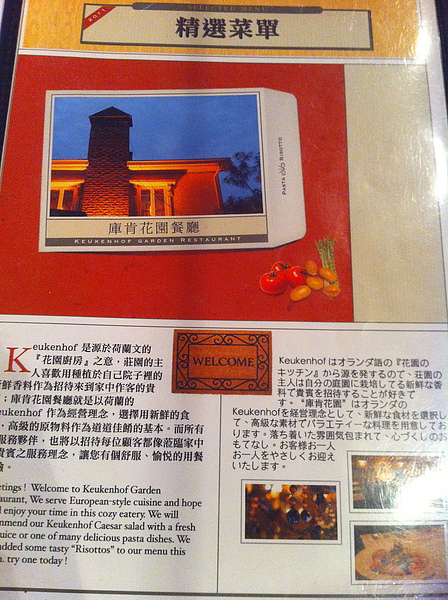 SELECTED MENU
2011
精選菜單
PASTA AND RISOTTO
庫肯花園餐廳
KEUKENHOF GARDEN RESTAURANT
WELCOME
Keukenhof 是源於荷蘭文的
『花園廚房』之意，莊園的主
人喜歡用種植於自己院子裡的
新鮮香料作為招待來到家中作客的貴
；庫肯花園餐廳就是以荷蘭的
eukenhof 作為經營理念，選擇用新鮮的食
，高級的原物料作為道道佳餚的基本。而所有
服務夥伴，也將以招待每位顧客都像蒞臨家中
貴賓之服務理念，讓您有個舒服、愉悅的用餐
Keukenhof はオランダ語の『花園の
キッチン』から源を発するので、荘園の
主人は自分の庭園に栽培してる新鮮な香
料で貴賓を招待することが好きで
す。"庫肯花園"はオランダの
Keukenhofを経営理念として、新鮮な食材を選択し
て、高級な素材でバラエティーな料理を用意してお
ります。落ち着いた雰囲気包まれて、心づくしのお
もてなし。お客様お一人
お一人をやさしくお迎え
いたします。
etings ! Welcome to Keukenhof Garden
aurant, We serve European-style cuisine and hope
enjoy your time in this cozy eatery. We will
mmend our Keukenhof Caesar salad with a fresh
uice or one of many delicious pasta dishes. We
added some tasty "Risottos" to our menu this
try one today !